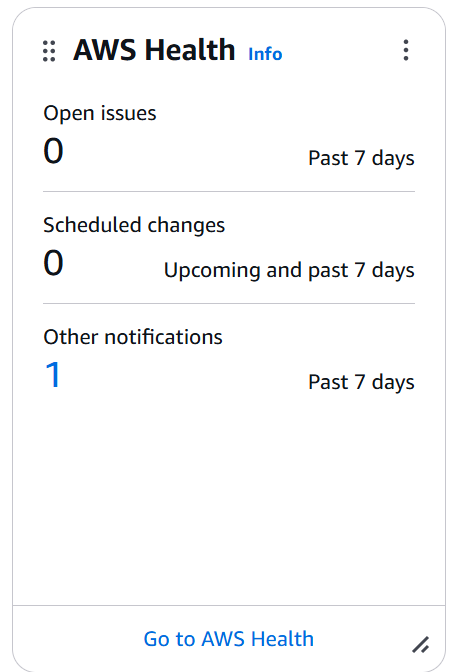 AWS Health Info
Open issues
0 Past 7 days
Scheduled changes
0 Upcoming and past 7 days
Other notifications
1 Past 7 days
Go to AWS Health